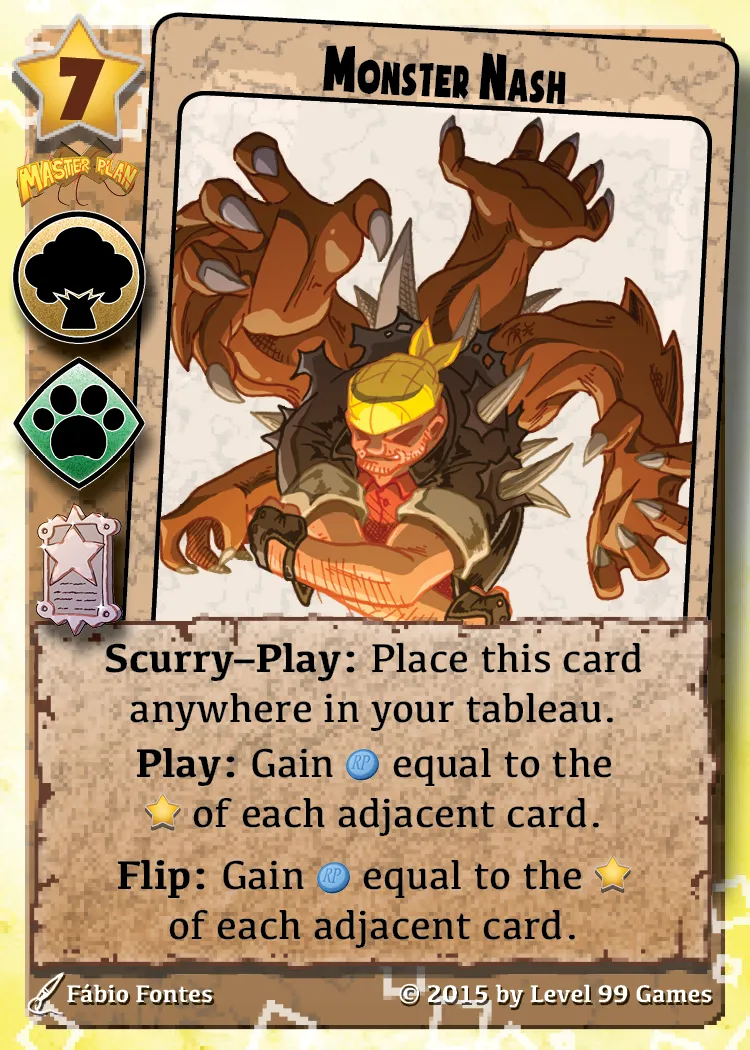 7
MONSTER NASH
MASTER PLAN
Scurry–Play: Place this card
anywhere in your tableau.
Play: Gain RP equal to the
of each adjacent card.
Flip: Gain RP equal to the
of each adjacent card.
Fábio Fontes
© 2015 by Level 99 Games